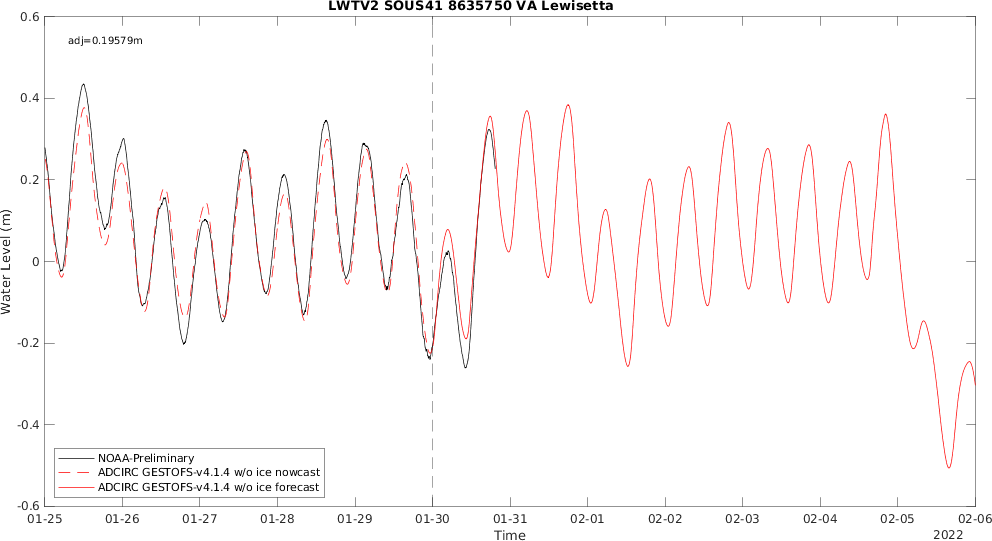 LWTV2 SOUS41 8635750 VA Lewisetta
adj=0.19579m
0.6
0.4
0.2
0
-0.2
-0.4
-0.6
Water Level (m)
NOAA-Preliminary
ADCIRC GESTOFS-v4.1.4 w/o ice nowcast
ADCIRC GESTOFS-v4.1.4 w/o ice forecast
01-25 01-26 01-27 01-28 01-29 01-30 01-31 02-01 02-02 02-03 02-04 02-05 02-06
Time
2022